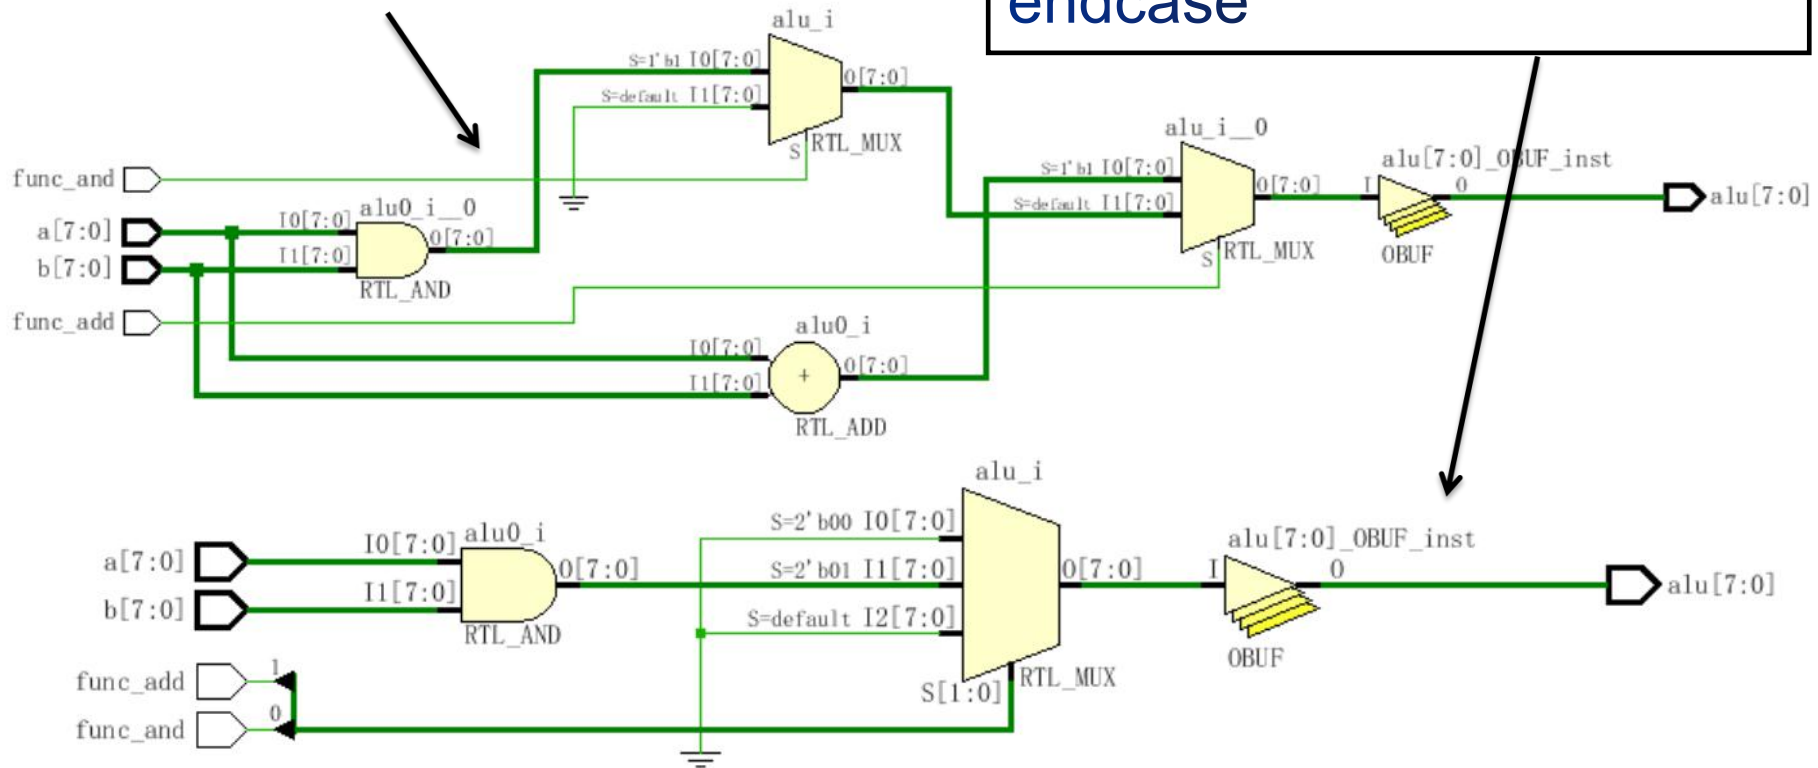 endcase
alu_i
S=1'b1 I0[7:0]
S=default I1[7:0]
O[7:0]
S
RTL_MUX
func_and
a[7:0]
b[7:0]
func_add
I0[7:0]
I1[7:0]
alu0_i__0
O[7:0]
RTL_AND
alu_i__0
S=1'b1 I0[7:0]
S=default I1[7:0]
O[7:0]
S
RTL_MUX
alu[7:0]_OBUF_inst
I
O
OBUF
alu[7:0]
alu0_i
I0[7:0]
I1[7:0]
+
O[7:0]
RTL_ADD
a[7:0]
b[7:0]
func_add
func_and
1
0
I0[7:0]
I1[7:0]
alu0_i
O[7:0]
RTL_AND
alu_i
S=2'b00 I0[7:0]
S=2'b01 I1[7:0]
S=default I2[7:0]
S[1:0]
O[7:0]
RTL_MUX
alu[7:0]_OBUF_inst
I
O
OBUF
alu[7:0]